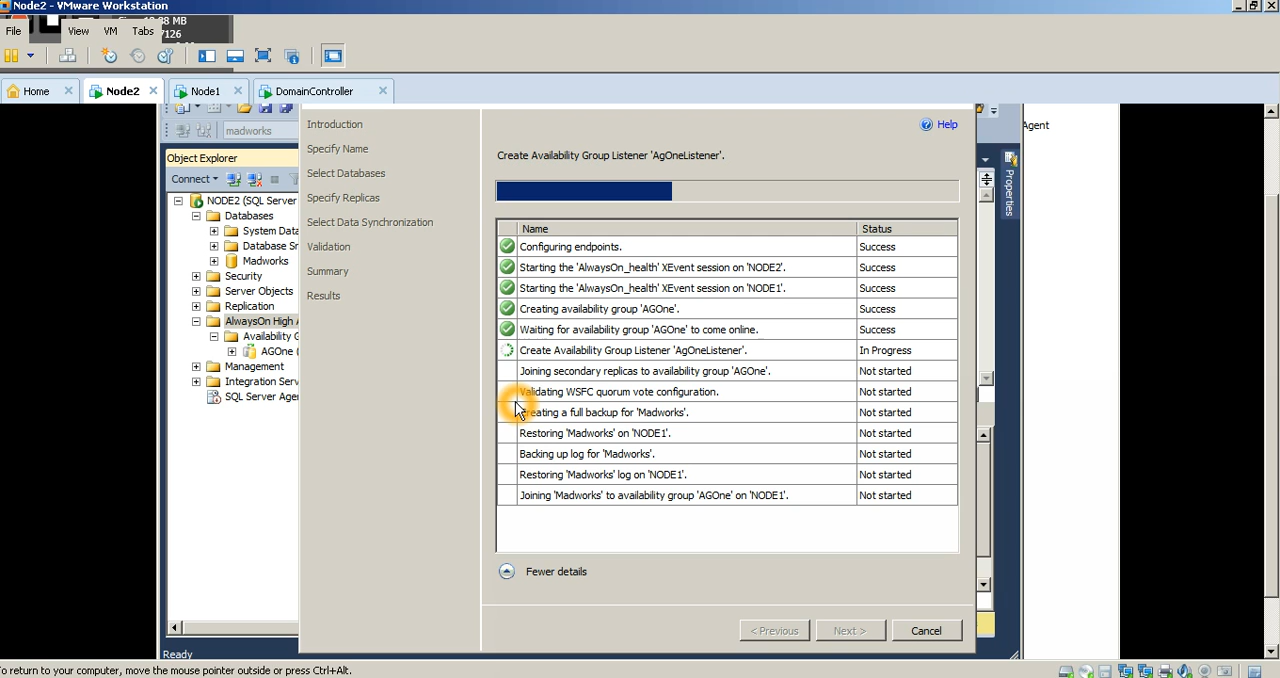 Node2 - VMware Workstation
MB
7126
File View VM Tabs
Home Node2 Node1 DomainController
madworks
Agent
Object Explorer
Connect
NODE2 (SQL Server
Databases
System Data
Database Sn
Madworks
Security
Server Objects
Replication
AlwaysOn High A
Availability G
AGOne (
Management
Integration Serv
SQL Server Age
Ready
Introduction
Specify Name
Select Databases
Specify Replicas
Select Data Synchronization
Validation
Summary
Results
Help
Create Availability Group Listener 'AgOneListener'.
Name Status
Configuring endpoints. Success
Starting the 'AlwaysOn_health' XEvent session on 'NODE2'. Success
Starting the 'AlwaysOn_health' XEvent session on 'NODE1'. Success
Creating availability group 'AGOne'. Success
Waiting for availability group 'AGOne' to come online. Success
Create Availability Group Listener 'AgOneListener'. In Progress
Joining secondary replicas to availability group 'AGOne'. Not started
Validating WSFC quorum vote configuration. Not started
Creating a full backup for 'Madworks'. Not started
Restoring 'Madworks' on 'NODE1'. Not started
Backing up log for 'Madworks'. Not started
Restoring 'Madworks' log on 'NODE1'. Not started
Joining 'Madworks' to availability group 'AGOne' on 'NODE1'. Not started
Fewer details
< Previous Next > Cancel
Properties
To return to your computer, move the mouse pointer outside or press Ctrl+Alt.